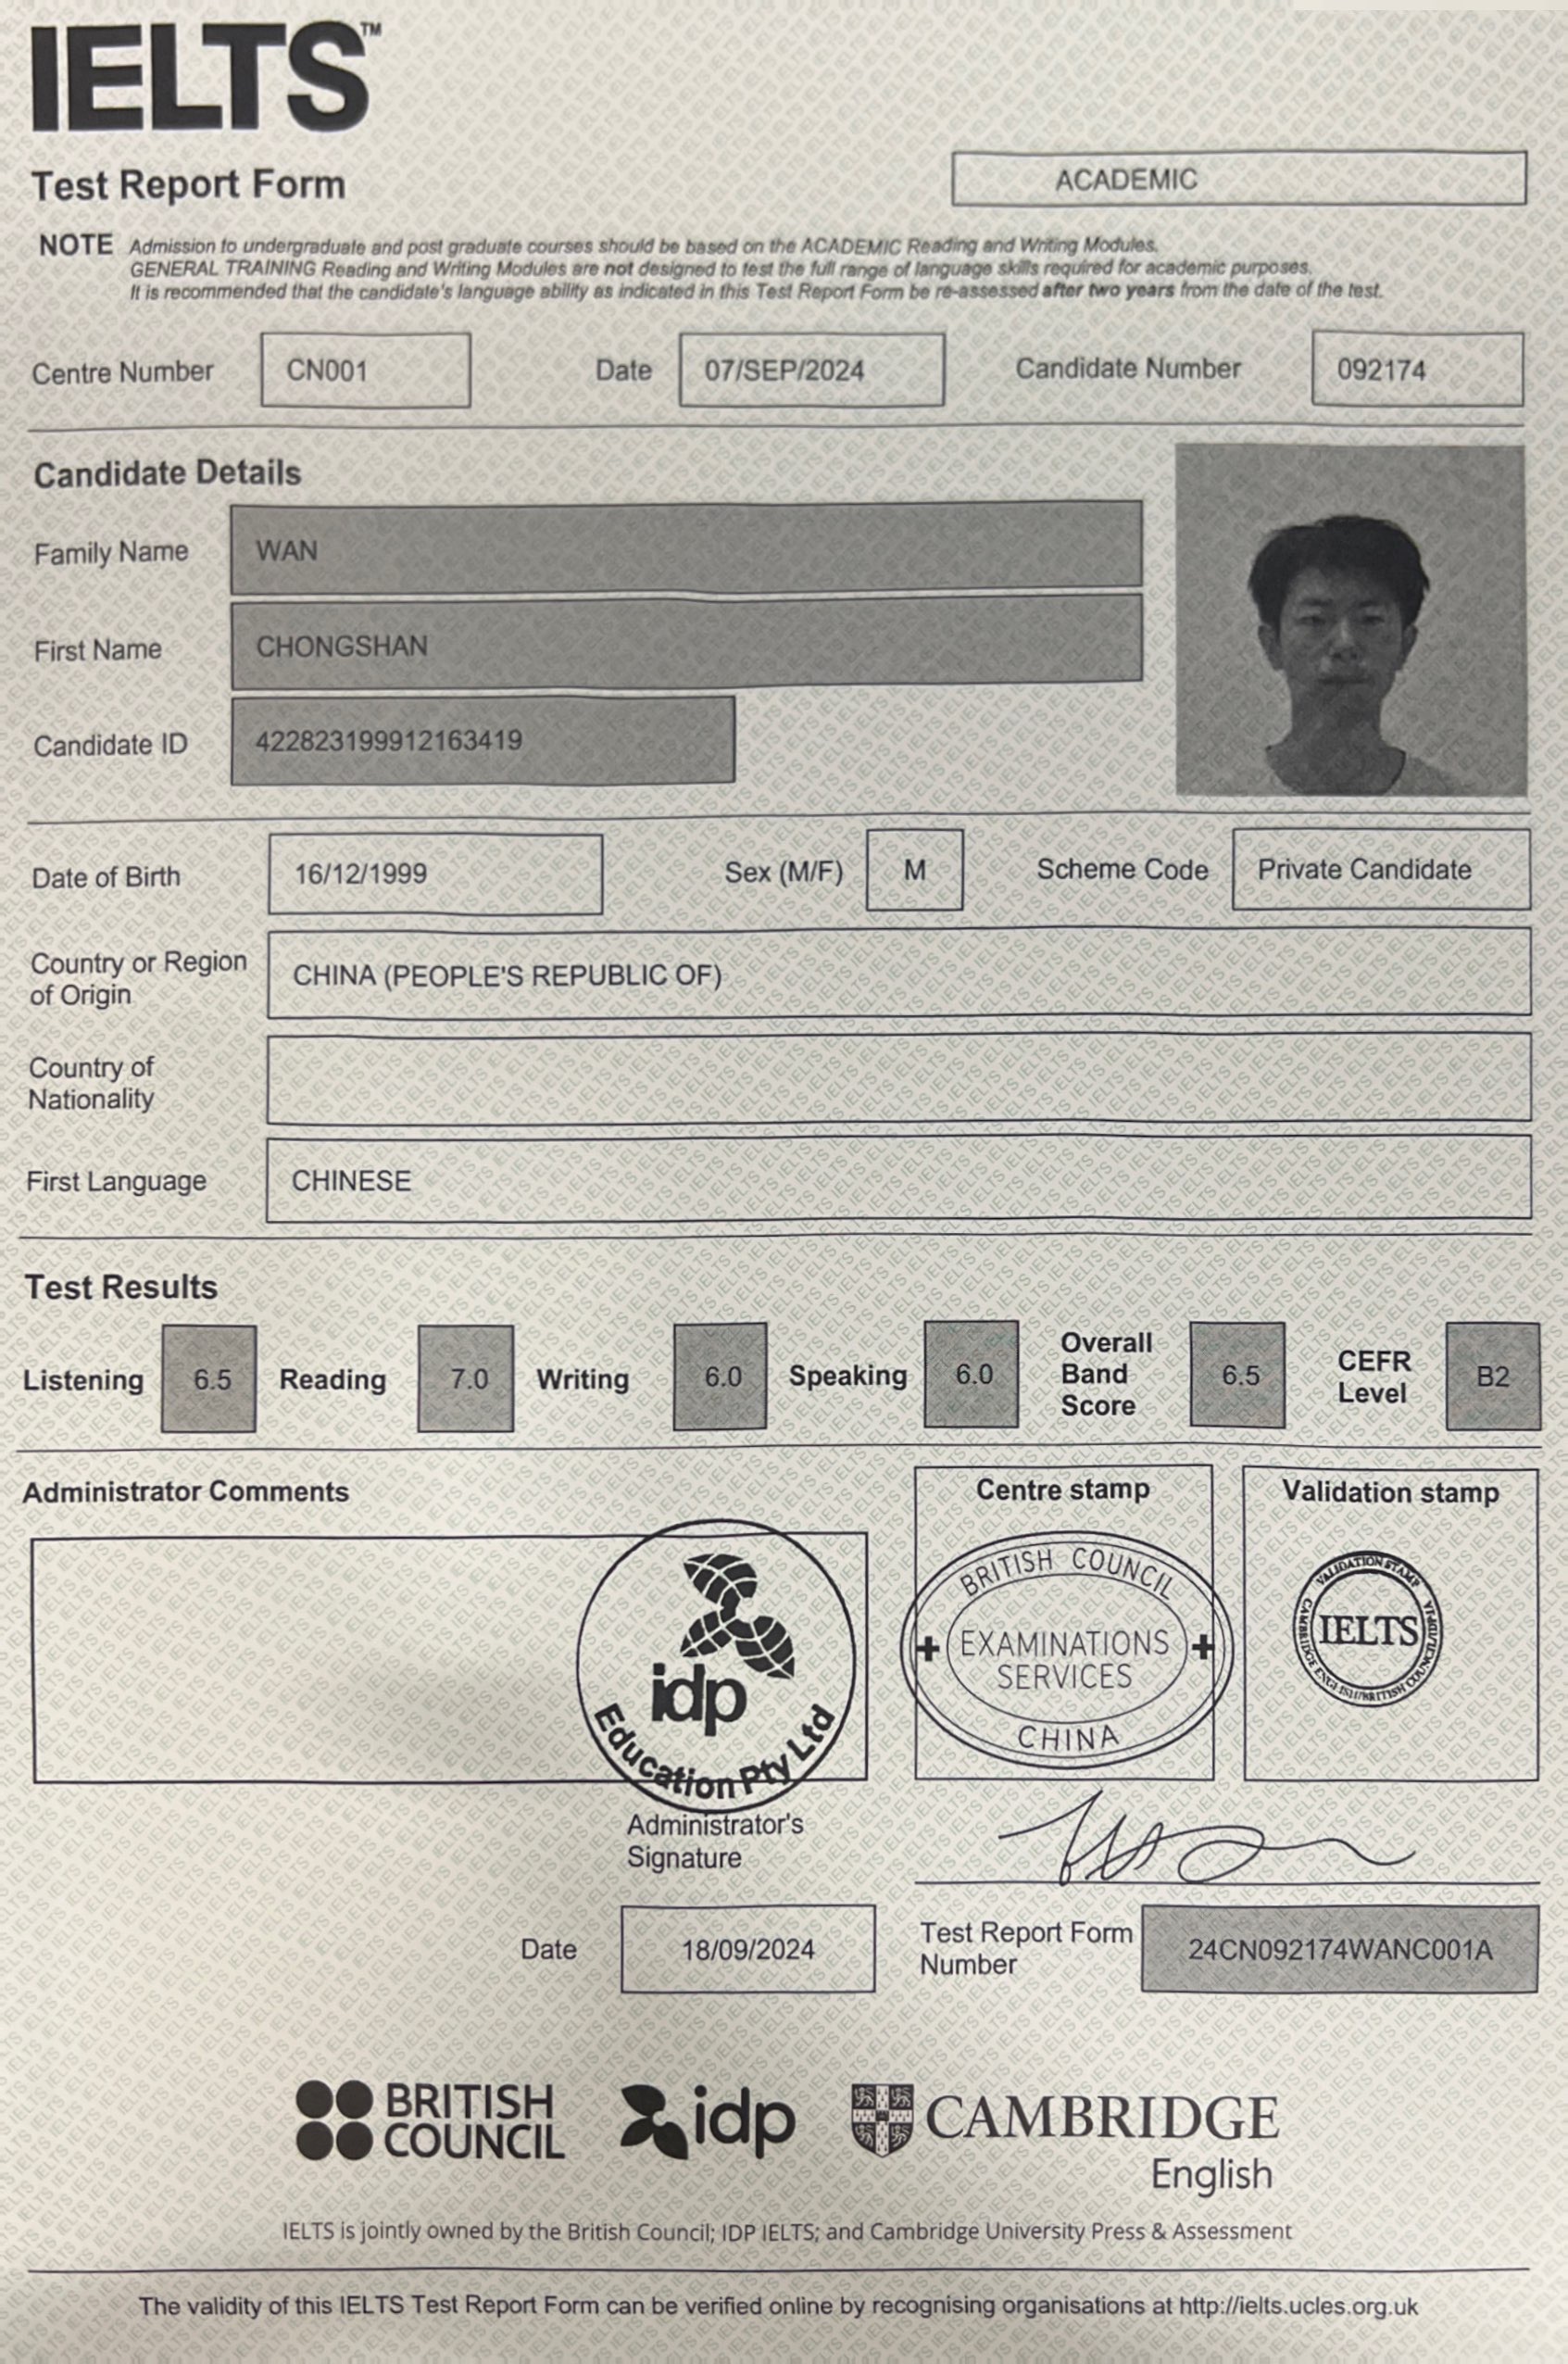 IELTS™
Test Report Form
ACADEMIC
NOTE Admission to undergraduate and post graduate courses should be based on the ACADEMIC Reading and Writing Modules.
GENERAL TRAINING Reading and Writing Modules are not designed to test the full range of language skills required for academic purposes.
It is recommended that the candidate's language ability as indicated in this Test Report Form be re-assessed after two years from the date of the test.
Centre Number CN001 Date 07/SEP/2024 Candidate Number 092174
Candidate Details
Family Name WAN
First Name CHONGSHAN
Candidate ID 422823199912163419
Date of Birth 16/12/1999 Sex (M/F) M Scheme Code Private Candidate
Country or Region
of Origin
CHINA (PEOPLE'S REPUBLIC OF)
Country of
Nationality
First Language CHINESE
Test Results
Listening 6.5 Reading 7.0 Writing 6.0 Speaking 6.0 Overall Band Score 6.5 CEFR Level B2
Administrator Comments
idp
Education Pty Ltd
Centre stamp
BRITISH COUNCIL
EXAMINATIONS
SERVICES
CHINA
Validation stamp
VALIDATION STAMP
IELTS
CAMBRIDGE ENGLISH/BRITISH COUNCIL/IDP:IA
Administrator's
Signature
Date 18/09/2024
Test Report Form
Number
24CN092174WANC001A
BRITISH
COUNCIL
idp
CAMBRIDGE
English
IELTS is jointly owned by the British Council; IDP IELTS; and Cambridge University Press & Assessment
The validity of this IELTS Test Report Form can be verified online by recognising organisations at http://ielts.ucles.org.uk